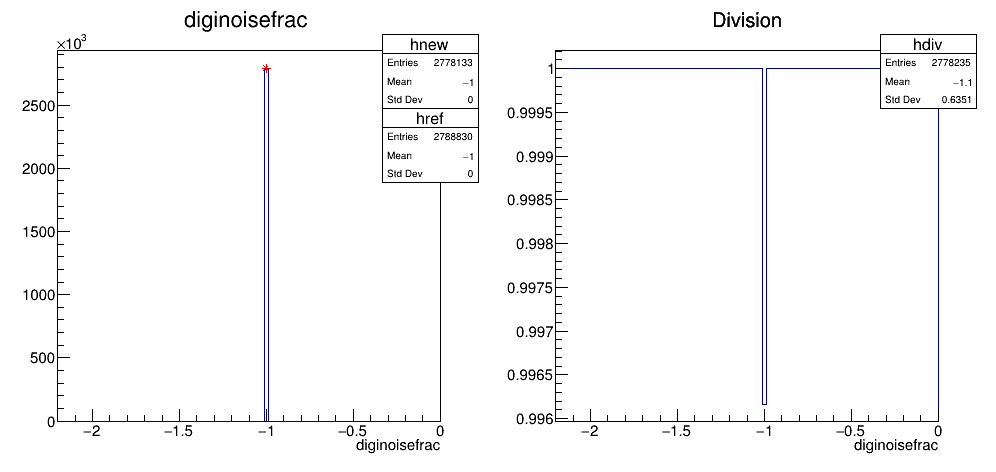 diginoisefrac
×10³
hnew
Entries 2778133
Mean −1
Std Dev 0
href
Entries 2788830
Mean −1
Std Dev 0
2500
2000
1500
1000
500
0
−2 −1.5 −1 −0.5 0
diginoisefrac
Division
hdiv
Entries 2778235
Mean −1.1
Std Dev 0.6351
1
0.9995
0.999
0.9985
0.998
0.9975
0.997
0.9965
0.996
−2 −1.5 −1 −0.5 0
diginoisefrac